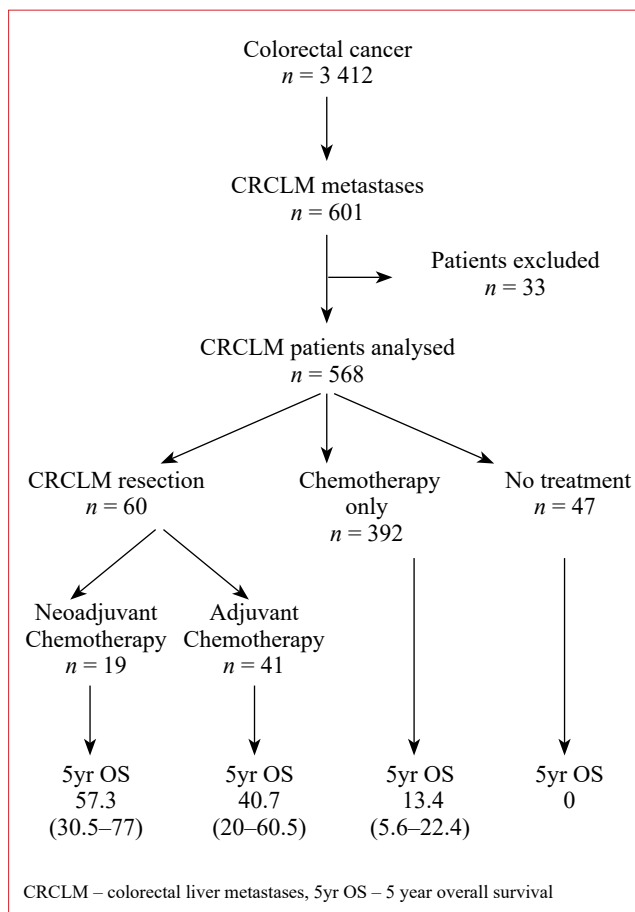 Colorectal cancer
n = 3 412
CRCLM metastases
n = 601
Patients excluded
n = 33
CRCLM patients analysed
n = 568
CRCLM resection
n = 60
Chemotherapy
only
n = 392
No treatment
n = 47
Neoadjuvant
Chemotherapy
n = 19
Adjuvant
Chemotherapy
n = 41
5yr OS
57.3
(30.5–77)
5yr OS
40.7
(20–60.5)
5yr OS
13.4
(5.6–22.4)
5yr OS
0
CRCLM – colorectal liver metastases, 5yr OS – 5 year overall survival